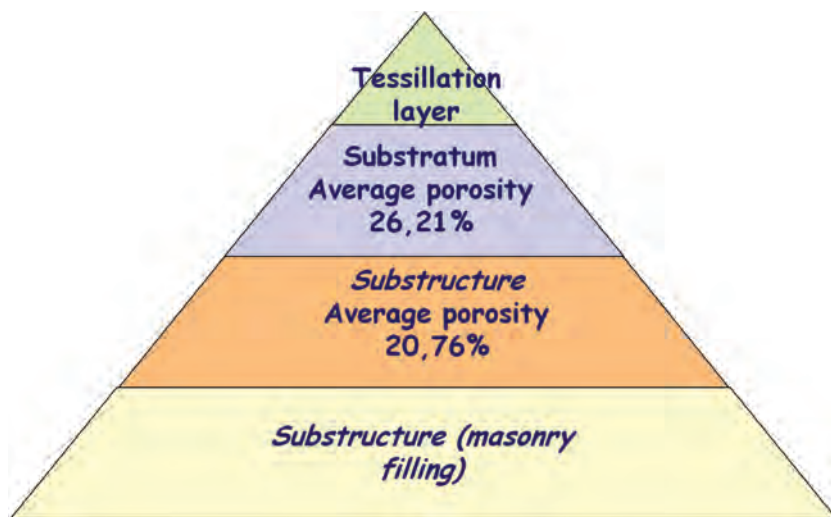 Tessillation
layer
Substratum
Average porosity
26,21%
Substructure
Average porosity
20,76%
Substructure (masonry
filling)